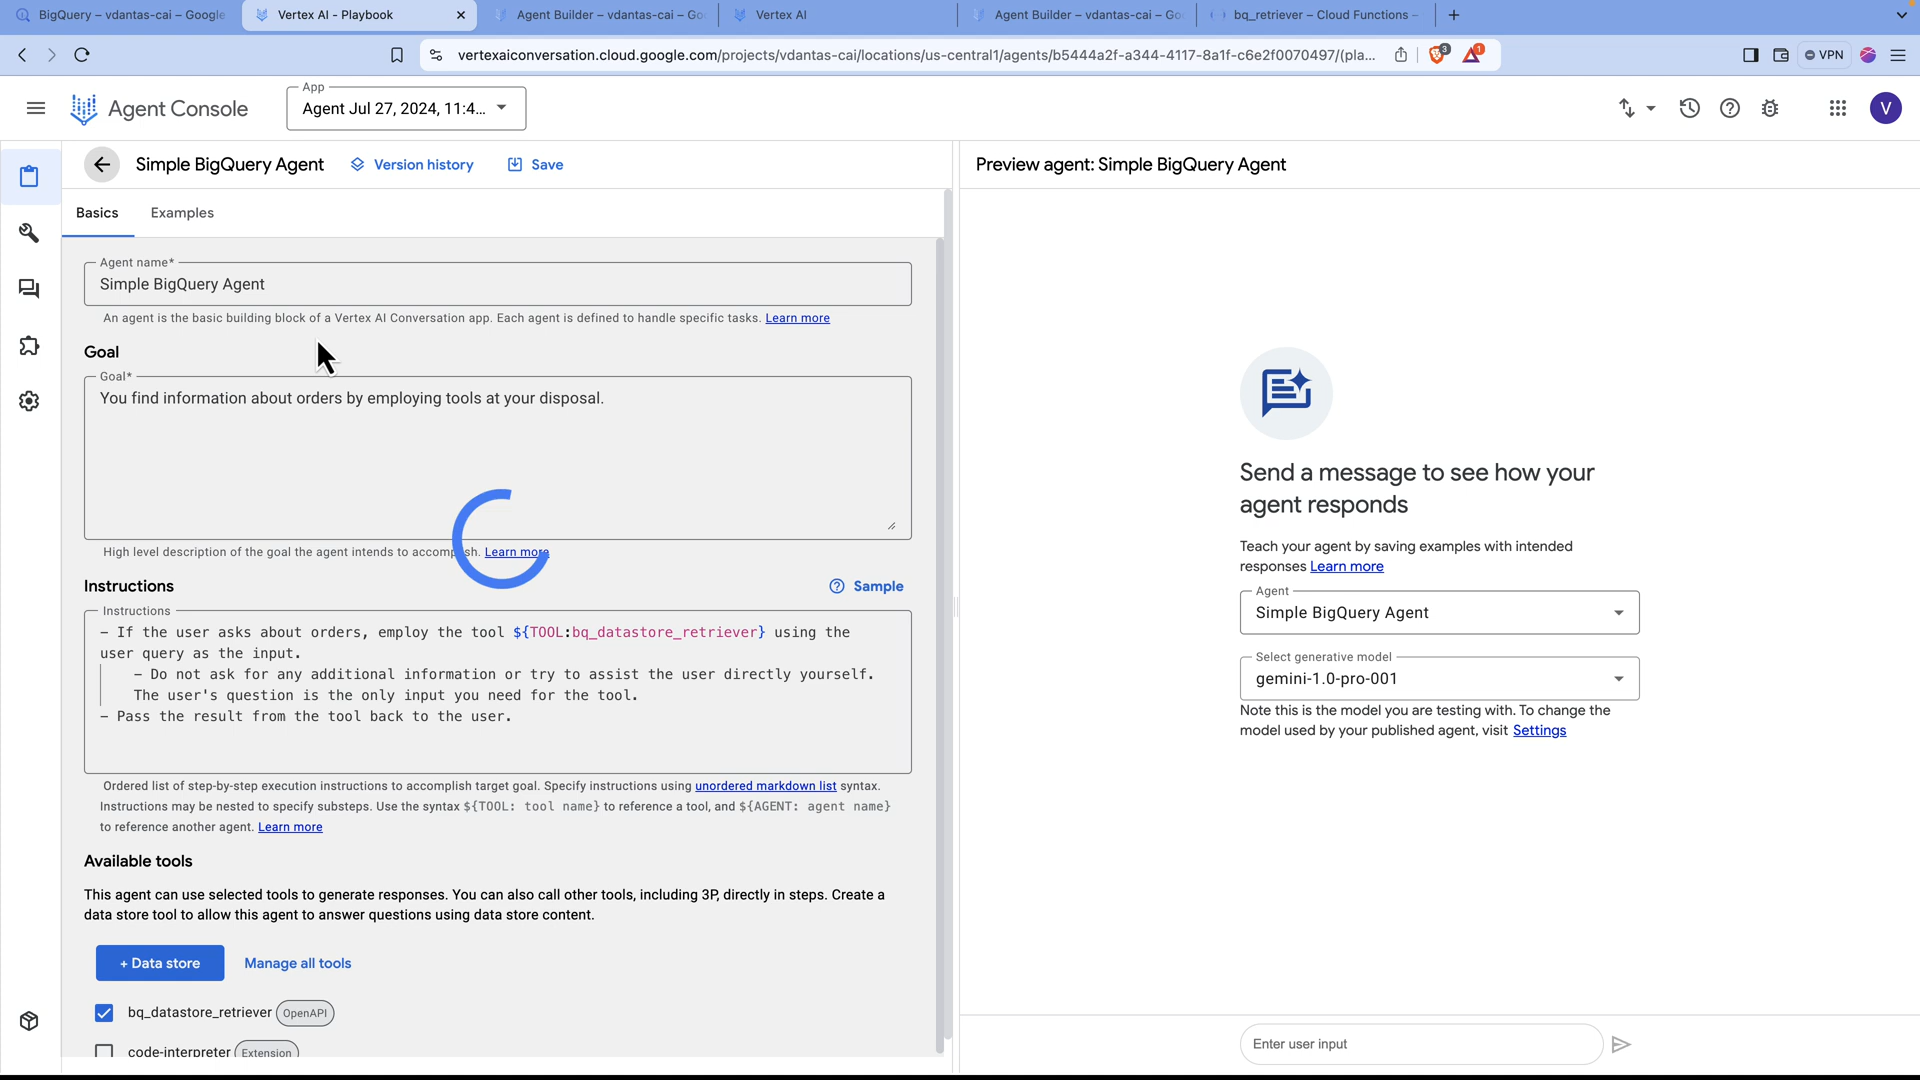 BigQuery – vdantas-cai – Google
Vertex AI - Playbook
Agent Builder – vdantas-cai – Go
Vertex AI
Agent Builder – vdantas-cai – Go
bq_retriever – Cloud Functions –
vertexaiconversation.cloud.google.com/projects/vdantas-cai/locations/us-central1/agents/b5444a2f-a344-4117-8a1f-c6e2f0070497/(pla...
3
1
VPN
Agent Console
App
Agent Jul 27, 2024, 11:4...
V
Simple BigQuery Agent
Version history
Save
Basics
Examples
Agent name*
Simple BigQuery Agent
An agent is the basic building block of a Vertex AI Conversation app. Each agent is defined to handle specific tasks. Learn more
Goal
Goal*
You find information about orders by employing tools at your disposal.
High level description of the goal the agent intends to accomplish. Learn more
Instructions
Sample
Instructions
– If the user asks about orders, employ the tool ${TOOL:bq_datastore_retriever} using the
user query as the input.
– Do not ask for any additional information or try to assist the user directly yourself.
The user's question is the only input you need for the tool.
– Pass the result from the tool back to the user.
Ordered list of step-by-step execution instructions to accomplish target goal. Specify instructions using unordered markdown list syntax.
Instructions may be nested to specify substeps. Use the syntax ${TOOL: tool name} to reference a tool, and ${AGENT: agent name}
to reference another agent. Learn more
Available tools
This agent can use selected tools to generate responses. You can also call other tools, including 3P, directly in steps. Create a
data store tool to allow this agent to answer questions using data store content.
+ Data store
Manage all tools
bq_datastore_retriever OpenAPI
code-interpreter Extension
Preview agent: Simple BigQuery Agent
Send a message to see how your
agent responds
Teach your agent by saving examples with intended
responses Learn more
Agent
Simple BigQuery Agent
Select generative model
gemini-1.0-pro-001
Note this is the model you are testing with. To change the
model used by your published agent, visit Settings
Enter user input